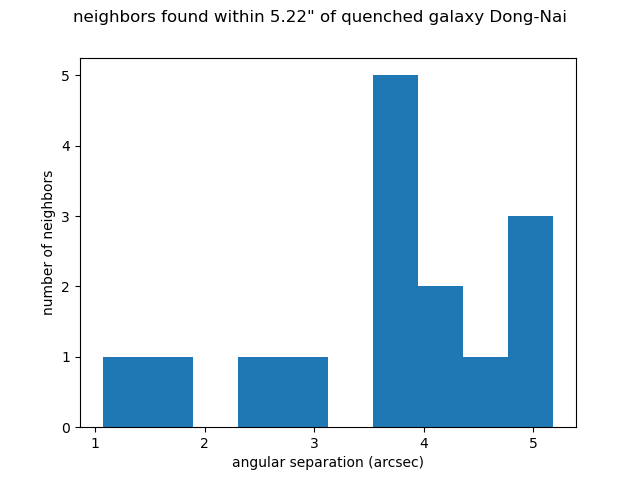 neighbors found within 5.22" of quenched galaxy Dong-Nai
5
4
3
2
1
0
number of neighbors
1 2 3 4 5
angular separation (arcsec)